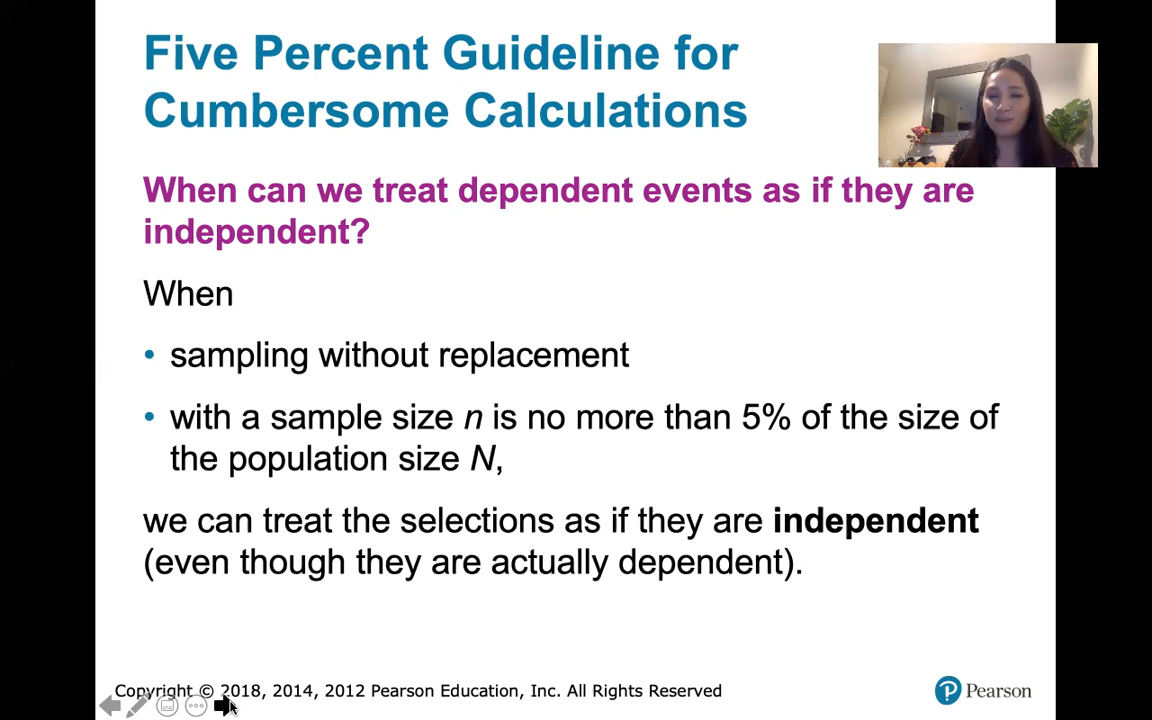 Five Percent Guideline for
Cumbersome Calculations
When can we treat dependent events as if they are
independent?
When
• sampling without replacement
• with a sample size n is no more than 5% of the size of
the population size N,
we can treat the selections as if they are independent
(even though they are actually dependent).
Copyright © 2018, 2014, 2012 Pearson Education, Inc. All Rights Reserved
P Pearson